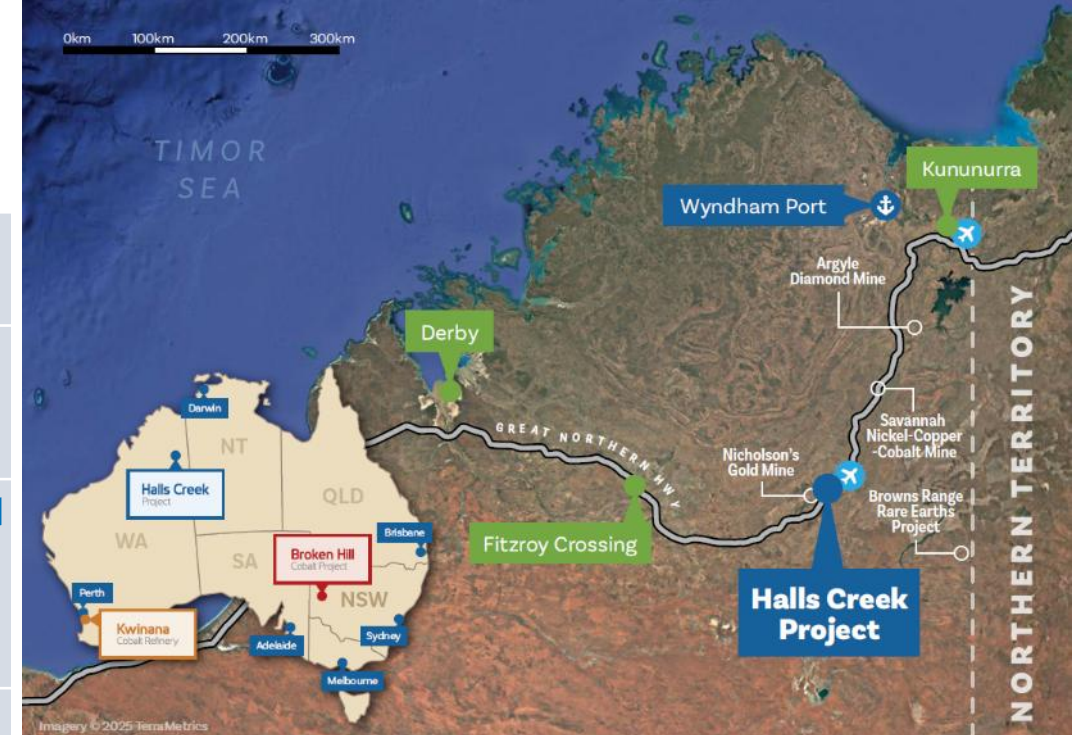 0km 100km 200km 300km
TIMOR
SEA
Kununurra
Wyndham Port
Argyle
Diamond Mine
Derby
GREAT NORTHERN HWY
Savannah
Nickel-Copper
-Cobalt Mine
Nicholson's
Gold Mine
Browns Range
Rare Earths
Project
Fitzroy Crossing
Halls Creek
Project
NORTHERN TERRITORY
Darwin
NT
Halls Creek
Project
QLD
WA
Brisbane
SA
Broken Hill
Cobalt Project
NSW
Perth
Kwinana
Cobalt Refinery
Adelaide
Sydney
Melbourne
Imagery © 2025 TerraMetrics